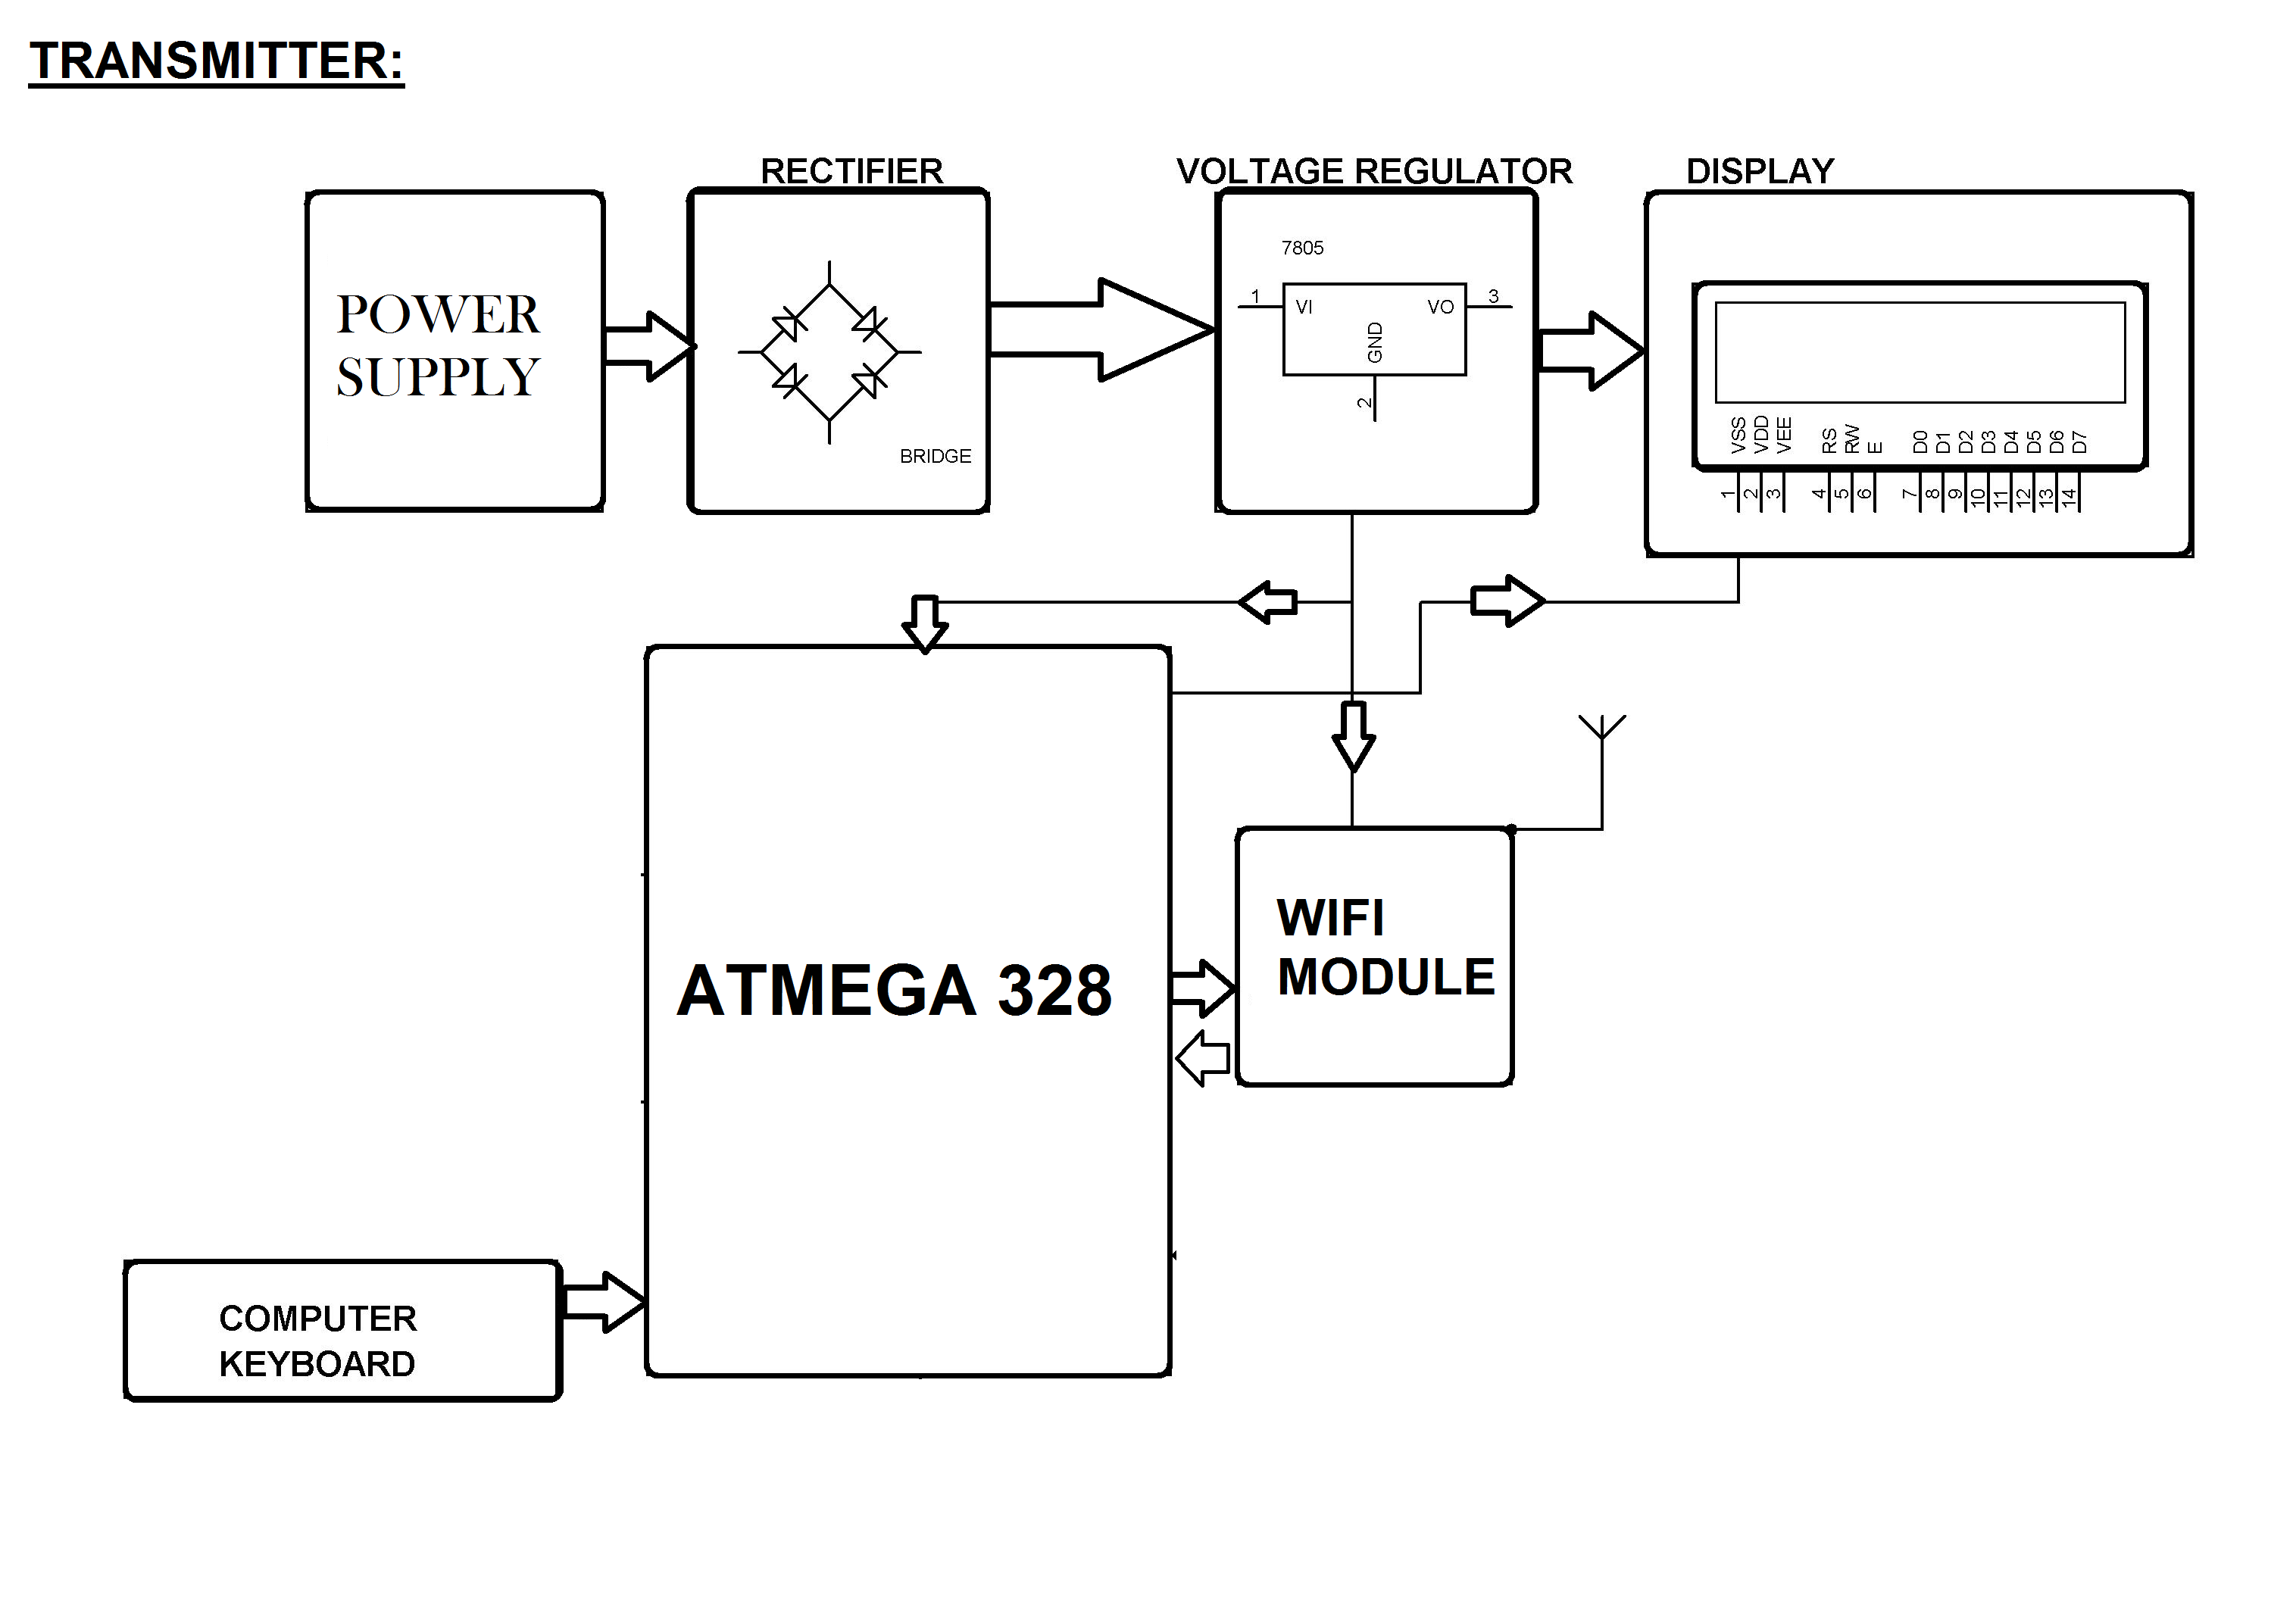 TRANSMITTER:
RECTIFIER
VOLTAGE REGULATOR
DISPLAY
POWER
SUPPLY
BRIDGE
7805
1
VI
VO
3
GND
2
VSS
VDD
VEE
RS
RW
E
D0
D1
D2
D3
D4
D5
D6
D7
1
2
3
4
5
6
7
8
9
10
11
12
13
14
ATMEGA 328
WIFI
MODULE
COMPUTER
KEYBOARD